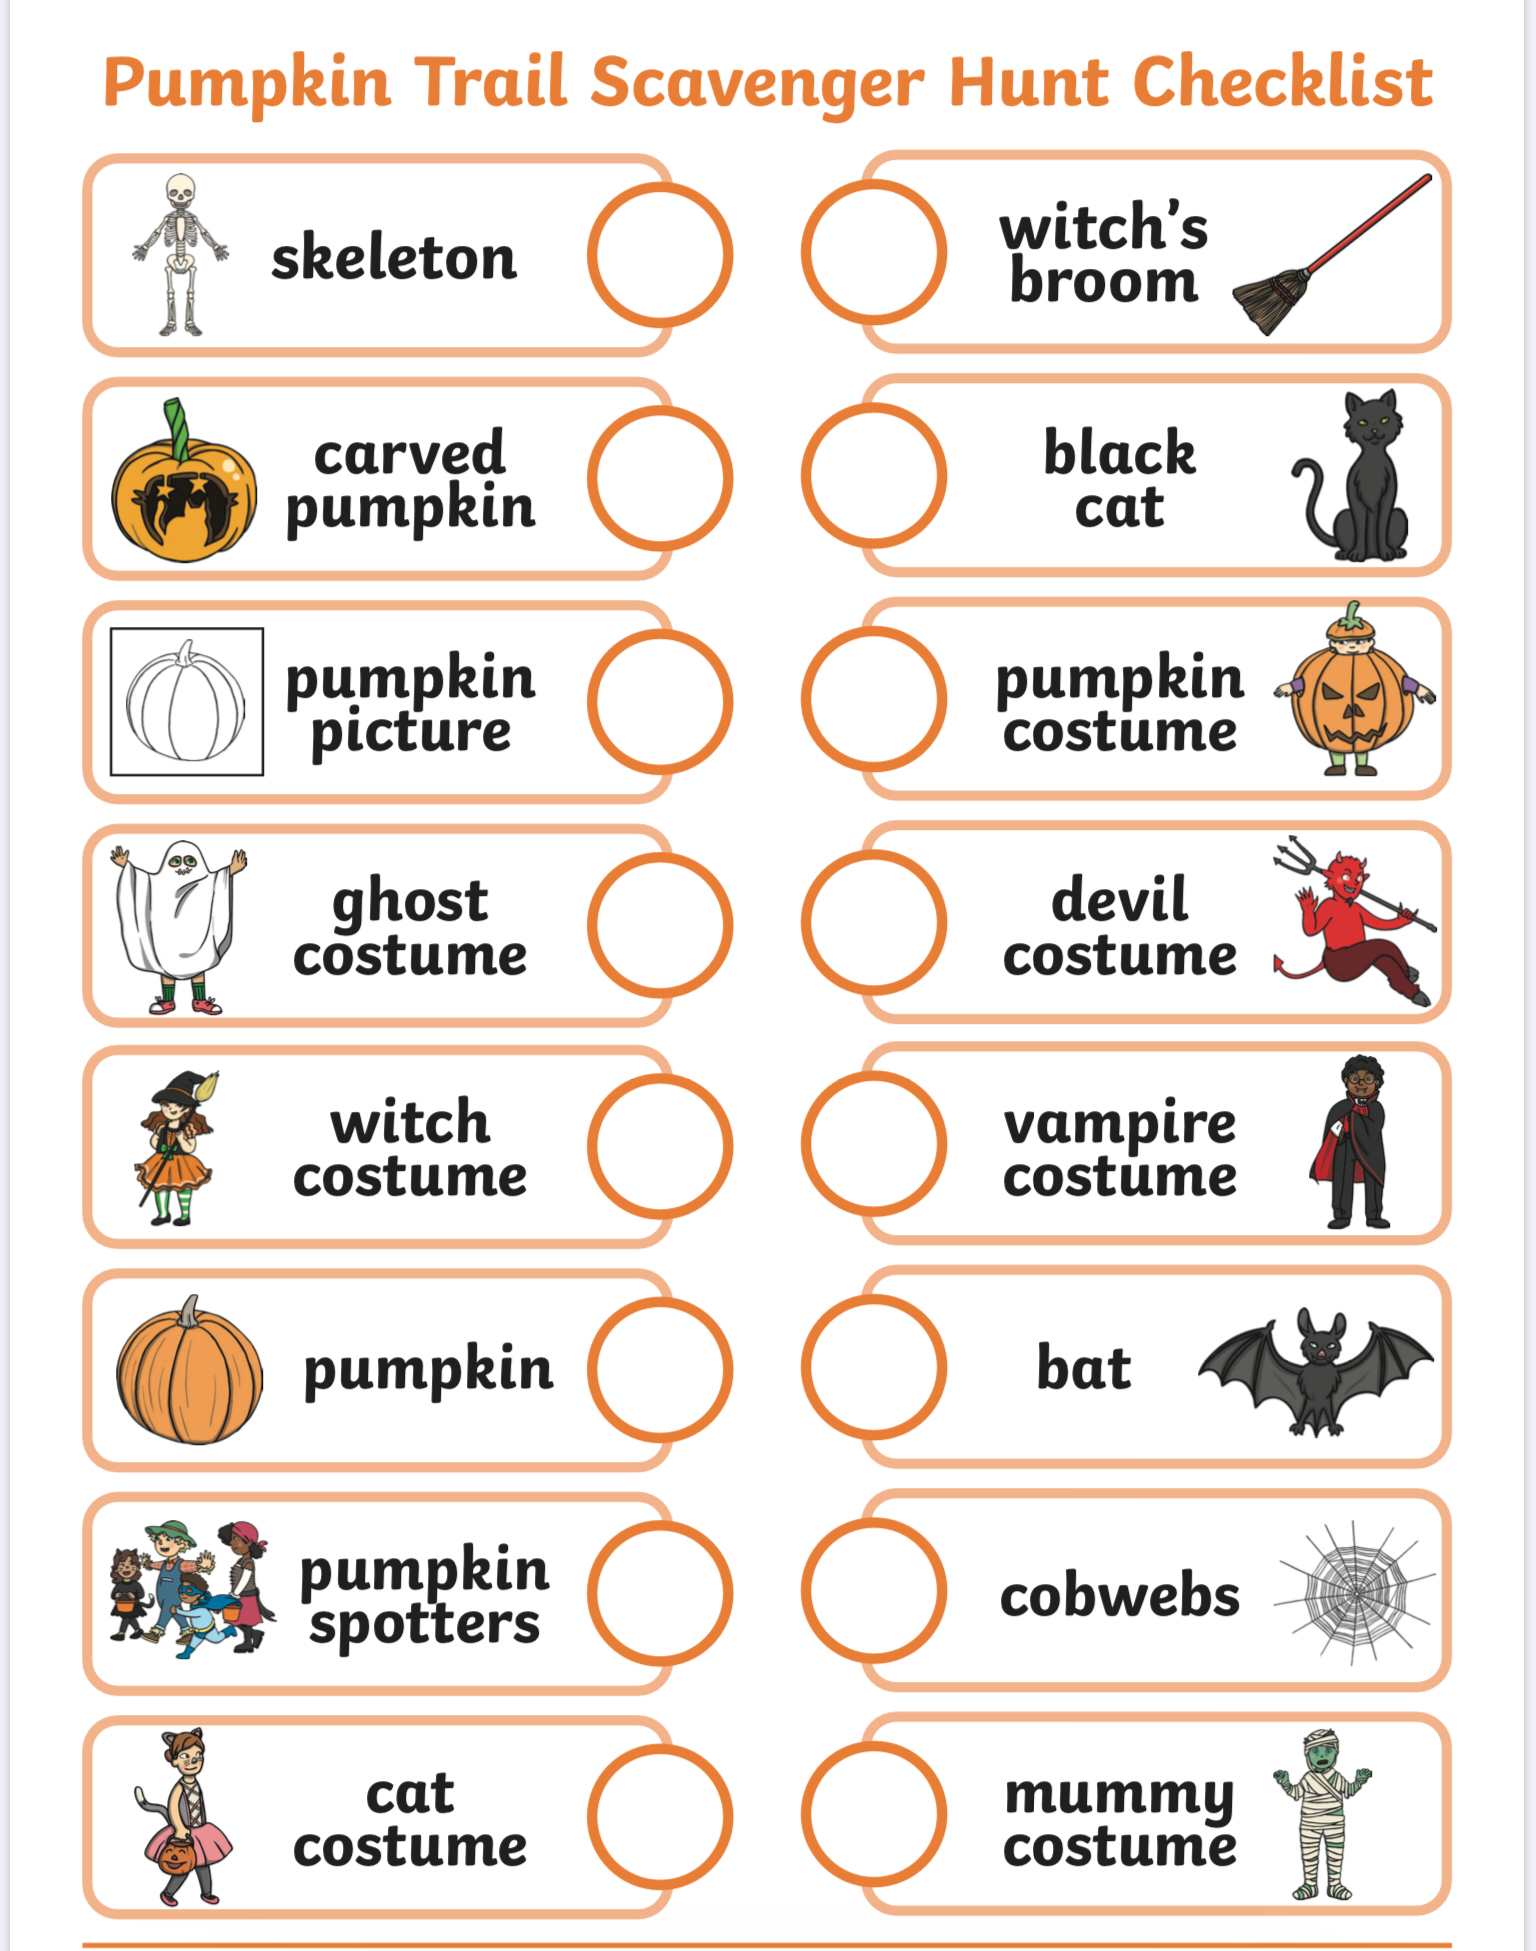 Pumpkin Trail Scavenger Hunt Checklist
skeleton
witch’s
broom
carved
pumpkin
black
cat
pumpkin
picture
pumpkin
costume
ghost
costume
devil
costume
witch
costume
vampire
costume
pumpkin
bat
pumpkin
spotters
cobwebs
cat
costume
mummy
costume